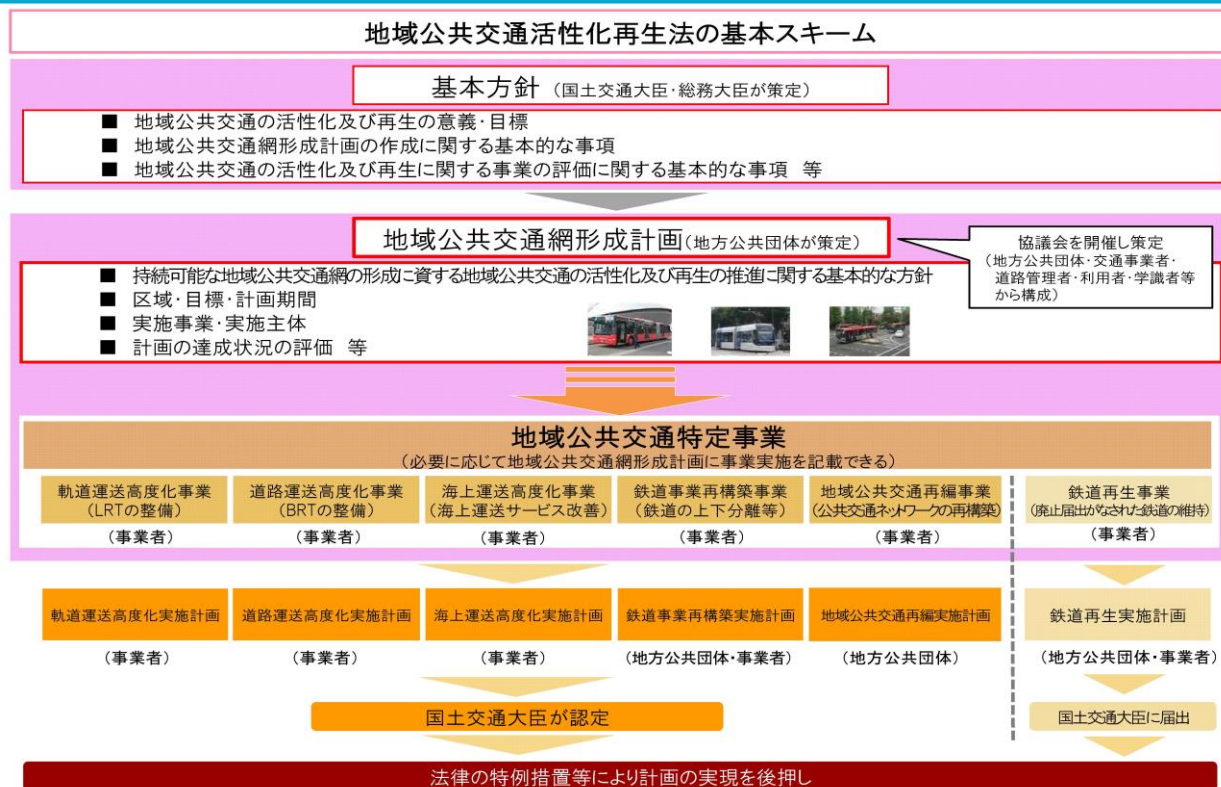 地域公共交通活性化再生法の基本スキーム
基本方針 (国土交通大臣・総務大臣が策定)
■ 地域公共交通の活性化及び再生の意義・目標
■ 地域公共交通網形成計画の作成に関する基本的な事項
■ 地域公共交通の活性化及び再生に関する事業の評価に関する基本的な事項 等
地域公共交通網形成計画(地方公共団体が策定)
協議会を開催し策定
(地方公共団体・交通事業者・
道路管理者・利用者・学識者等
から構成)
■ 持続可能な地域公共交通網の形成に資する地域公共交通の活性化及び再生の推進に関する基本的な方針
■ 区域・目標・計画期間
■ 実施事業・実施主体
■ 計画の達成状況の評価 等
地域公共交通特定事業
(必要に応じて地域公共交通網形成計画に事業実施を記載できる)
軌道運送高度化事業
(LRTの整備)
(事業者)
道路運送高度化事業
(BRTの整備)
(事業者)
海上運送高度化事業
(海上運送サービス改善)
(事業者)
鉄道事業再構築事業
(鉄道の上下分離等)
(事業者)
地域公共交通再編事業
(公共交通ネットワークの再構築)
(事業者)
鉄道再生事業
(廃止届出がなされた鉄道の維持)
(事業者)
軌道運送高度化実施計画
(事業者)
道路運送高度化実施計画
(事業者)
海上運送高度化実施計画
(事業者)
鉄道事業再構築実施計画
(地方公共団体・事業者)
地域公共交通再編実施計画
(地方公共団体)
鉄道再生実施計画
(地方公共団体・事業者)
国土交通大臣が認定
国土交通大臣に届出
法律の特例措置等により計画の実現を後押し